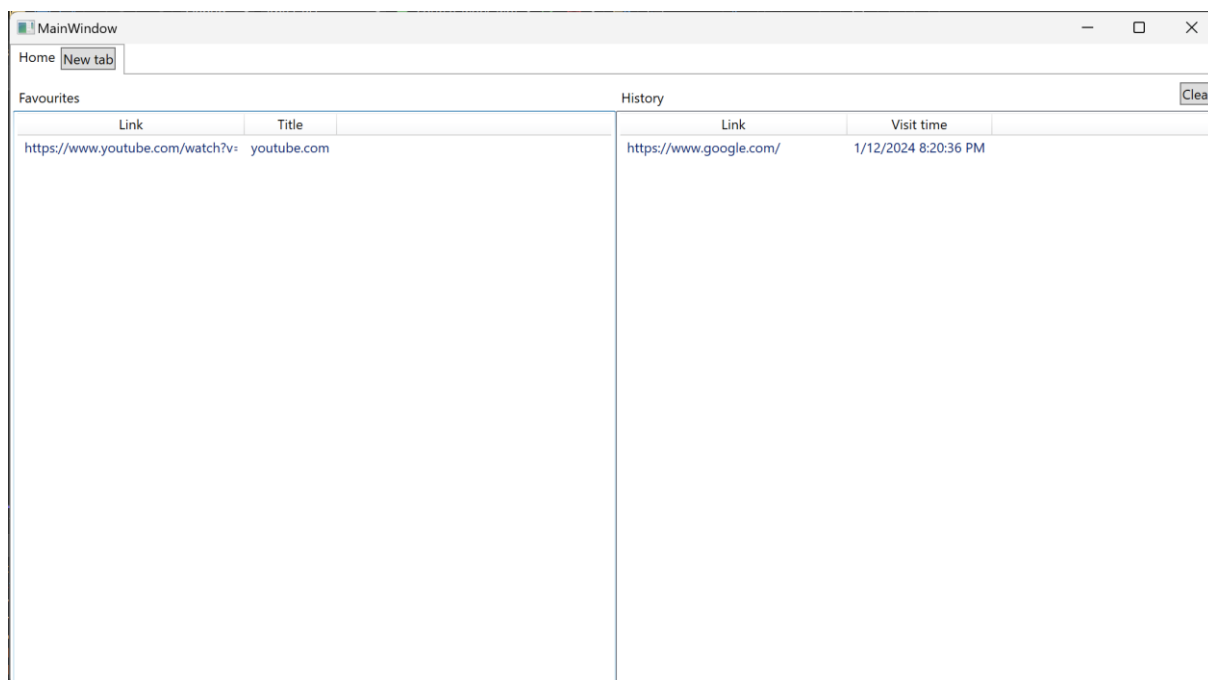 MainWindow
Home New tab
Favourites
Link Title
https://www.youtube.com/watch?v= youtube.com
History
Clea
Link Visit time
https://www.google.com/ 1/12/2024 8:20:36 PM